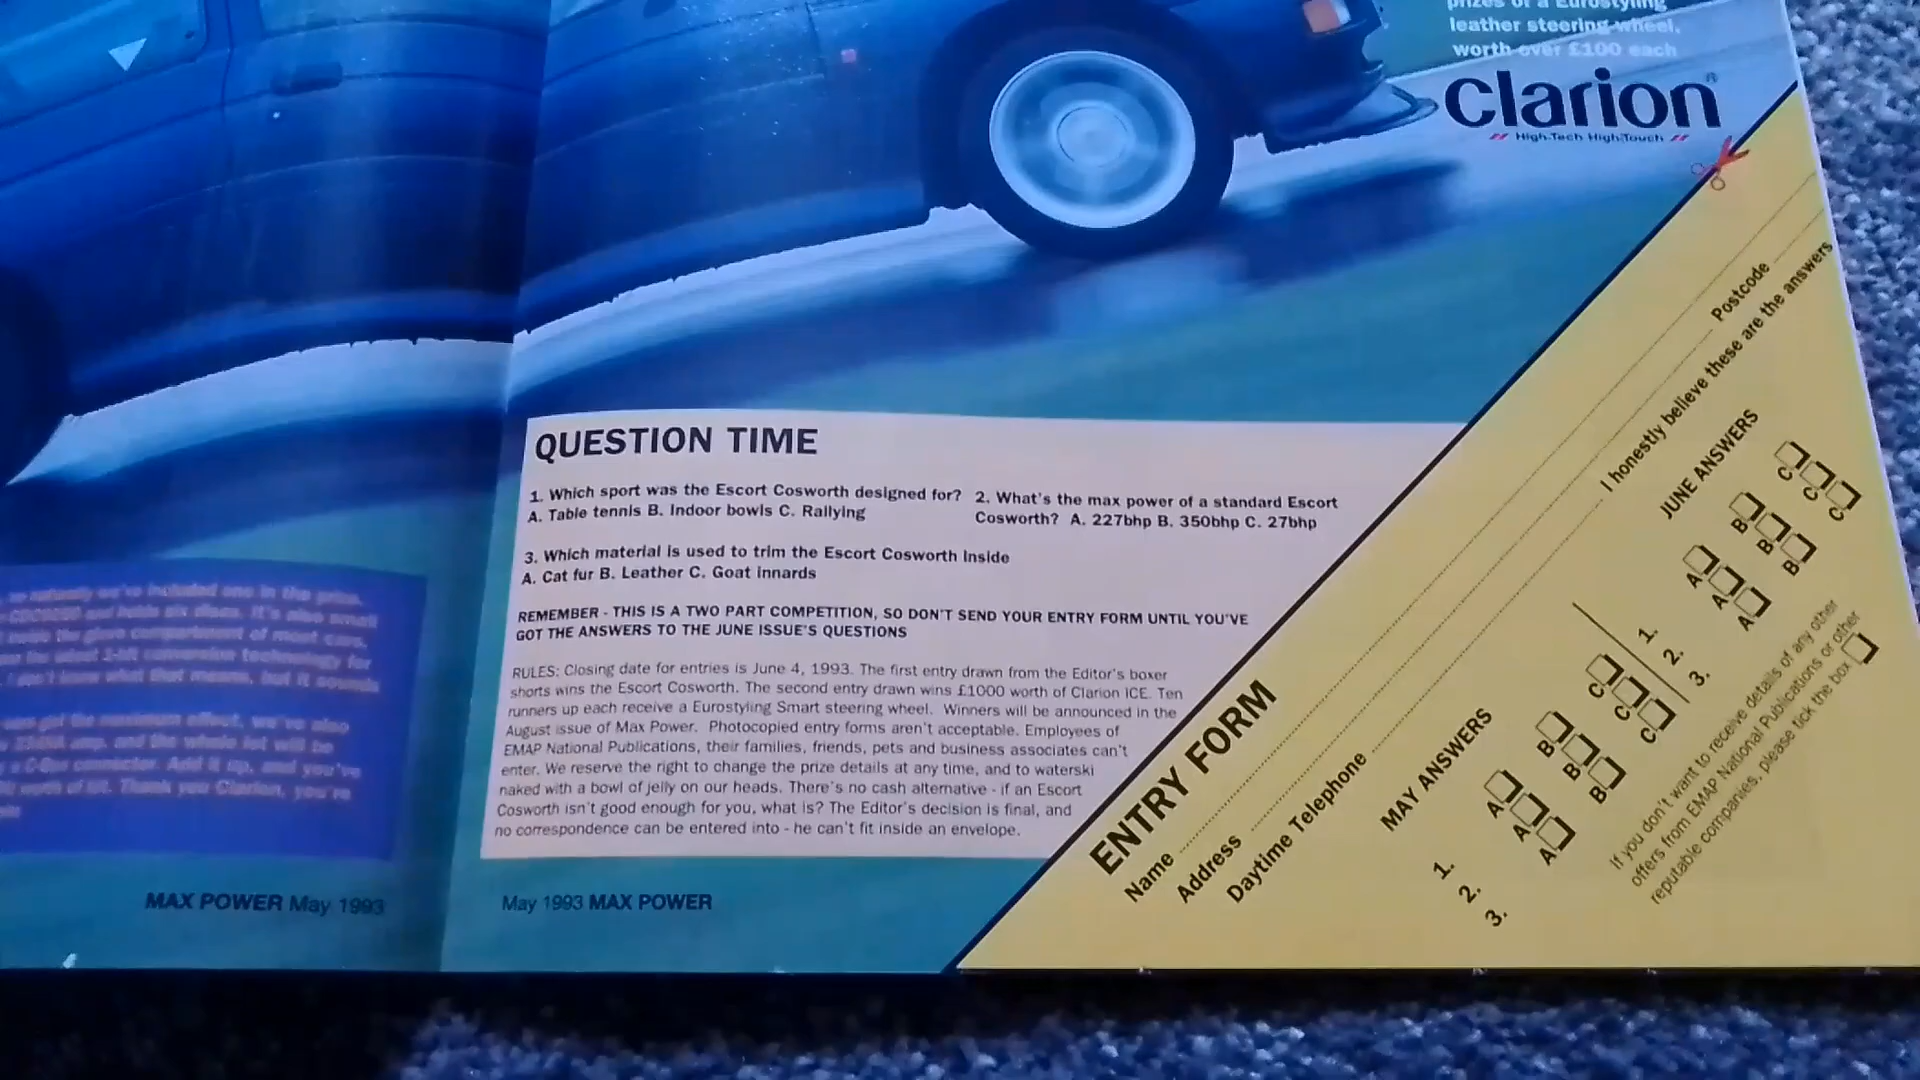 leather steering wheel,
worth over £100 each
Clarion®
High-Tech High-Touch
QUESTION TIME
1. Which sport was the Escort Cosworth designed for?
A. Table tennis B. Indoor bowls C. Rallying
2. What's the max power of a standard Escort
Cosworth? A. 227bhp B. 350bhp C. 27bhp
3. Which material is used to trim the Escort Cosworth inside
A. Cat fur B. Leather C. Goat innards
REMEMBER - THIS IS A TWO PART COMPETITION, SO DON'T SEND YOUR ENTRY FORM UNTIL YOU'VE
GOT THE ANSWERS TO THE JUNE ISSUE'S QUESTIONS
RULES: Closing date for entries is June 4, 1993. The first entry drawn from the Editor's boxer
shorts wins the Escort Cosworth. The second entry drawn wins £1000 worth of Clarion ICE. Ten
runners up each receive a Eurostyling Smart steering wheel. Winners will be announced in the
August issue of Max Power. Photocopied entry forms aren't acceptable. Employees of
EMAP National Publications, their families, friends, pets and business associates can't
enter. We reserve the right to change the prize details at any time, and to waterski
naked with a bowl of jelly on our heads. There's no cash alternative - if an Escort
Cosworth isn't good enough for you, what is? The Editor's decision is final, and
no correspondence can be entered into - he can't fit inside an envelope.
MAX POWER May 1993
May 1993 MAX POWER
ENTRY FORM
Name
Address
Postcode
Daytime Telephone
I honestly believe these are the answers
MAY ANSWERS
1. A B C
2. A B C
3. A B C
JUNE ANSWERS
1. A B C
2. A B C
3. A B C
If you don't want to receive details of any other
offers from EMAP National Publications or other
reputable companies, please tick the box